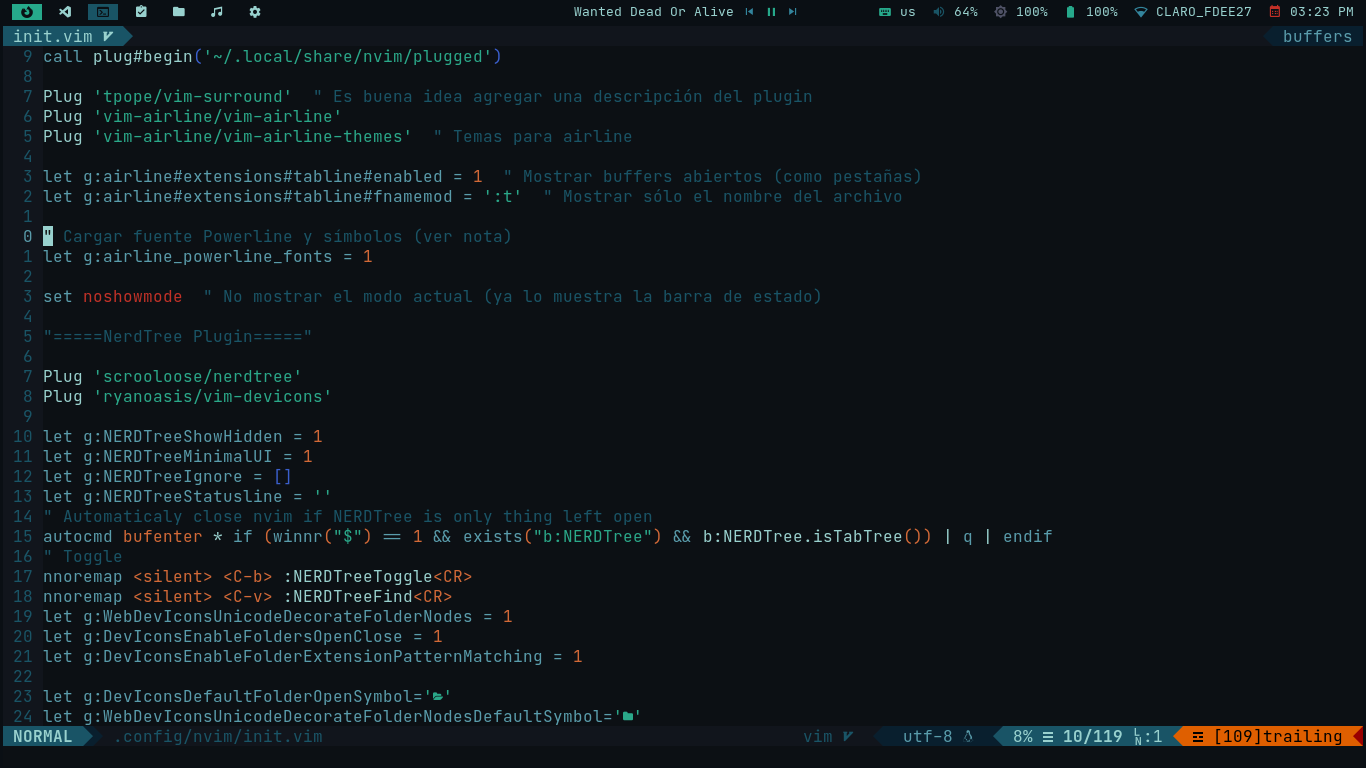 Wanted Dead Or Alive us 64% 100% 100% CLARO_FDEE27 03:23 PM
init.vim buffers
9 call plug#begin('~/.local/share/nvim/plugged')
8
7 Plug 'tpope/vim-surround'  " Es buena idea agregar una descripción del plugin
6 Plug 'vim-airline/vim-airline'
5 Plug 'vim-airline/vim-airline-themes'  " Temas para airline
4
3 let g:airline#extensions#tabline#enabled = 1  " Mostrar buffers abiertos (como pestañas)
2 let g:airline#extensions#tabline#fnamemod = ':t'  " Mostrar sólo el nombre del archivo
1
0 " Cargar fuente Powerline y símbolos (ver nota)
1 let g:airline_powerline_fonts = 1
2
3 set noshowmode  " No mostrar el modo actual (ya lo muestra la barra de estado)
4
5 "=====NerdTree Plugin====="
6
7 Plug 'scrooloose/nerdtree'
8 Plug 'ryanoasis/vim-devicons'
9
10 let g:NERDTreeShowHidden = 1
11 let g:NERDTreeMinimalUI = 1
12 let g:NERDTreeIgnore = []
13 let g:NERDTreeStatusline = ''
14 " Automaticaly close nvim if NERDTree is only thing left open
15 autocmd bufenter * if (winnr("$") == 1 && exists("b:NERDTree") && b:NERDTree.isTabTree()) | q | endif
16 " Toggle
17 nnoremap <silent> <C-b> :NERDTreeToggle<CR>
18 nnoremap <silent> <C-v> :NERDTreeFind<CR>
19 let g:WebDevIconsUnicodeDecorateFolderNodes = 1
20 let g:DevIconsEnableFoldersOpenClose = 1
21 let g:DevIconsEnableFolderExtensionPatternMatching = 1
22
23 let g:DevIconsDefaultFolderOpenSymbol=''
24 let g:WebDevIconsUnicodeDecorateFolderNodesDefaultSymbol=''
NORMAL .config/nvim/init.vim vim utf-8 8% ☰ 10/119 ␤:1 [109]trailing